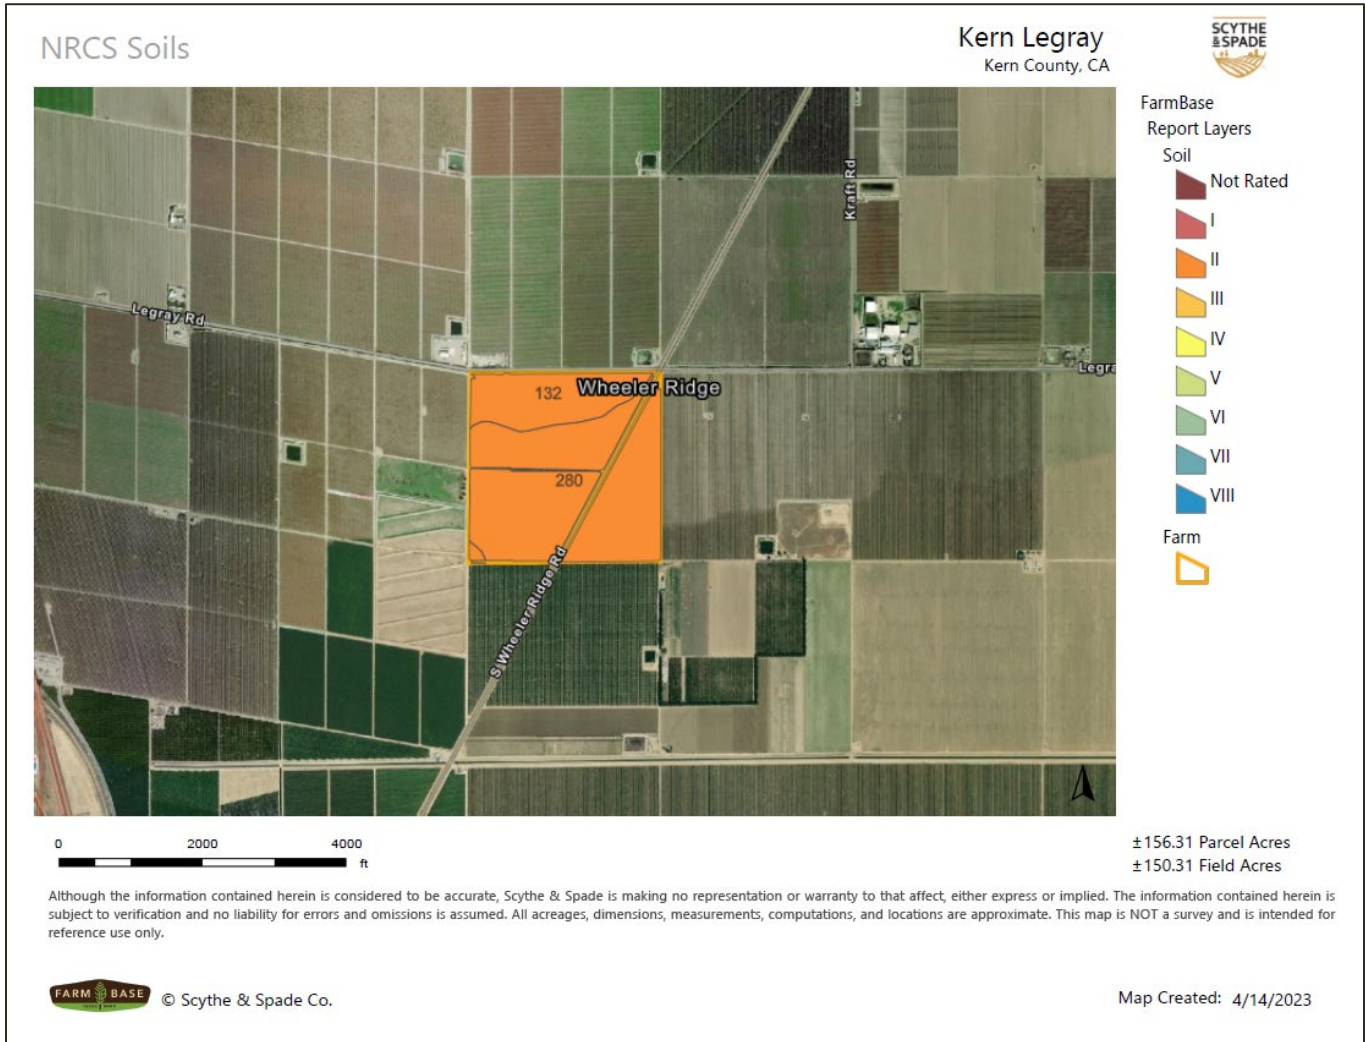 NRCS Soils
Kern Legray
Kern County, CA
SCYTHE
&SPADE
FarmBase
Report Layers
Soil
Not Rated
I
II
III
IV
V
VI
VII
VIII
Farm
Kraft Rd
Legray Rd
Legra
132
Wheeler Ridge
280
S Wheeler Ridge Rd
0 2000 4000
ft
±156.31 Parcel Acres
±150.31 Field Acres
Although the information contained herein is considered to be accurate, Scythe & Spade is making no representation or warranty to that affect, either express or implied. The information contained herein is
subject to verification and no liability for errors and omissions is assumed. All acreages, dimensions, measurements, computations, and locations are approximate. This map is NOT a survey and is intended for
reference use only.
FARM BASE
© Scythe & Spade Co.
Map Created: 4/14/2023